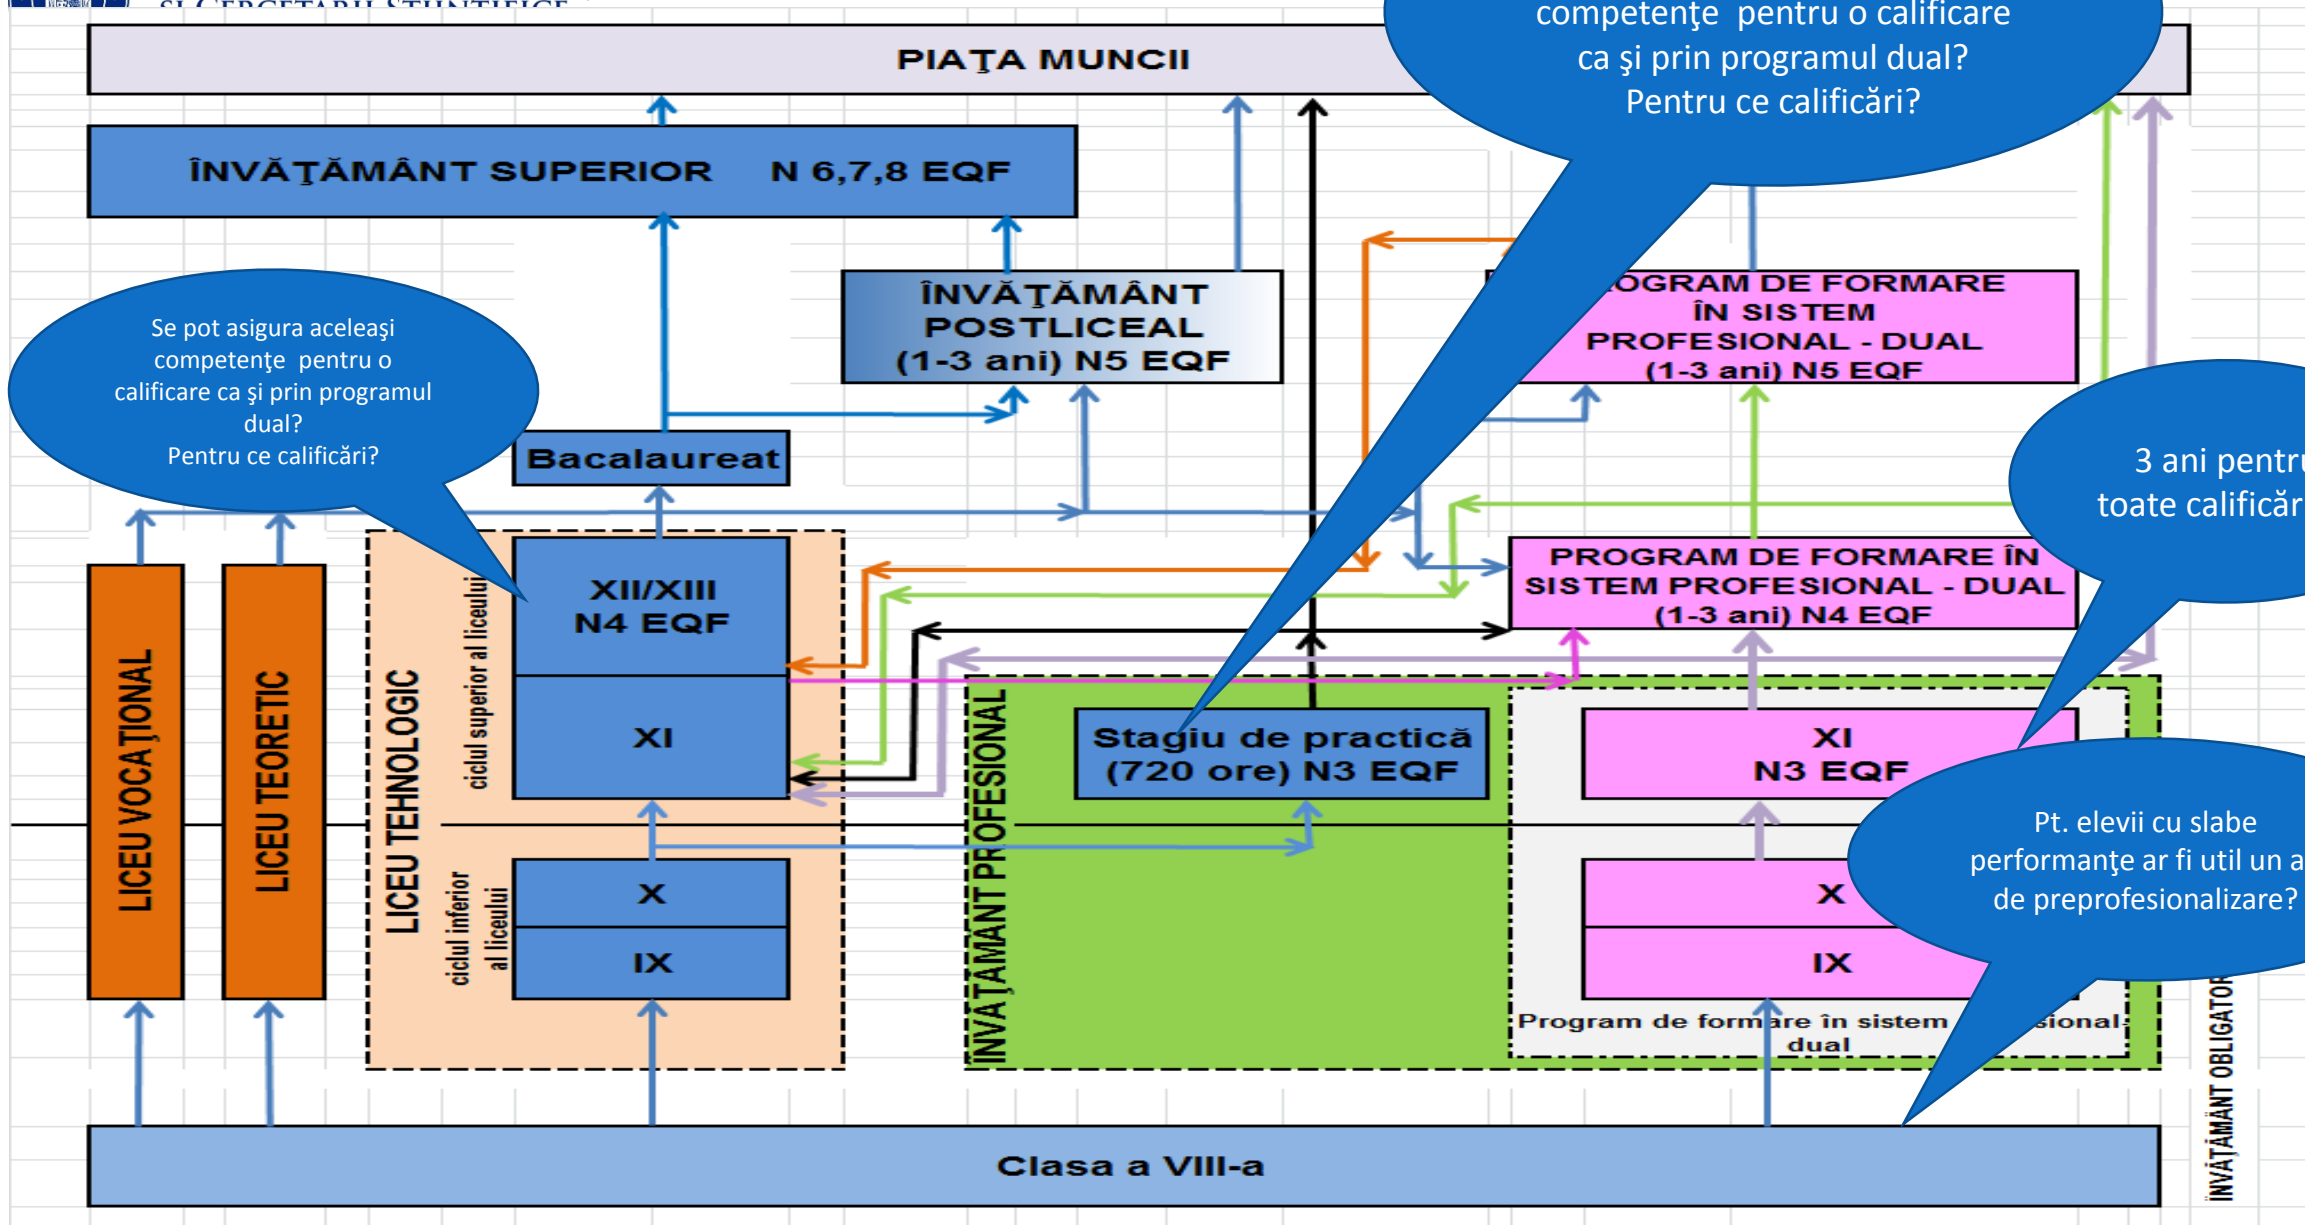 ȘI CERCETĂRII ȘTIINȚIFICE
competenţe pentru o calificare
ca şi prin programul dual?
Pentru ce calificări?
PIAŢA MUNCII
ÎNVĂŢĂMÂNT SUPERIOR N 6,7,8 EQF
ÎNVĂŢĂMÂNT
POSTLICEAL
(1-3 ani) N5 EQF
OGRAM DE FORMARE
ÎN SISTEM
PROFESIONAL - DUAL
(1-3 ani) N5 EQF
Se pot asigura aceleaşi
competenţe pentru o
calificare ca şi prin programul
dual?
Pentru ce calificări?
Bacalaureat
3 ani pentru
toate calificăr
LICEU VOCAŢIONAL
LICEU TEORETIC
LICEU TEHNOLOGIC
ciclul superior al liceului
XII/XIII
N4 EQF
XI
PROGRAM DE FORMARE ÎN
SISTEM PROFESIONAL - DUAL
(1-3 ani) N4 EQF
ÎNVĂŢĂMÂNT PROFESIONAL
Stagiu de practică
(720 ore) N3 EQF
XI
N3 EQF
Pt. elevii cu slabe
performanţe ar fi util un a
de preprofesionalizare?
ciclul inferior
al liceului
X
IX
X
IX
Program de formare în sistem sional-
dual
ÎNVĂŢĂMÂNT OBLIGATOR
Clasa a VIII-a